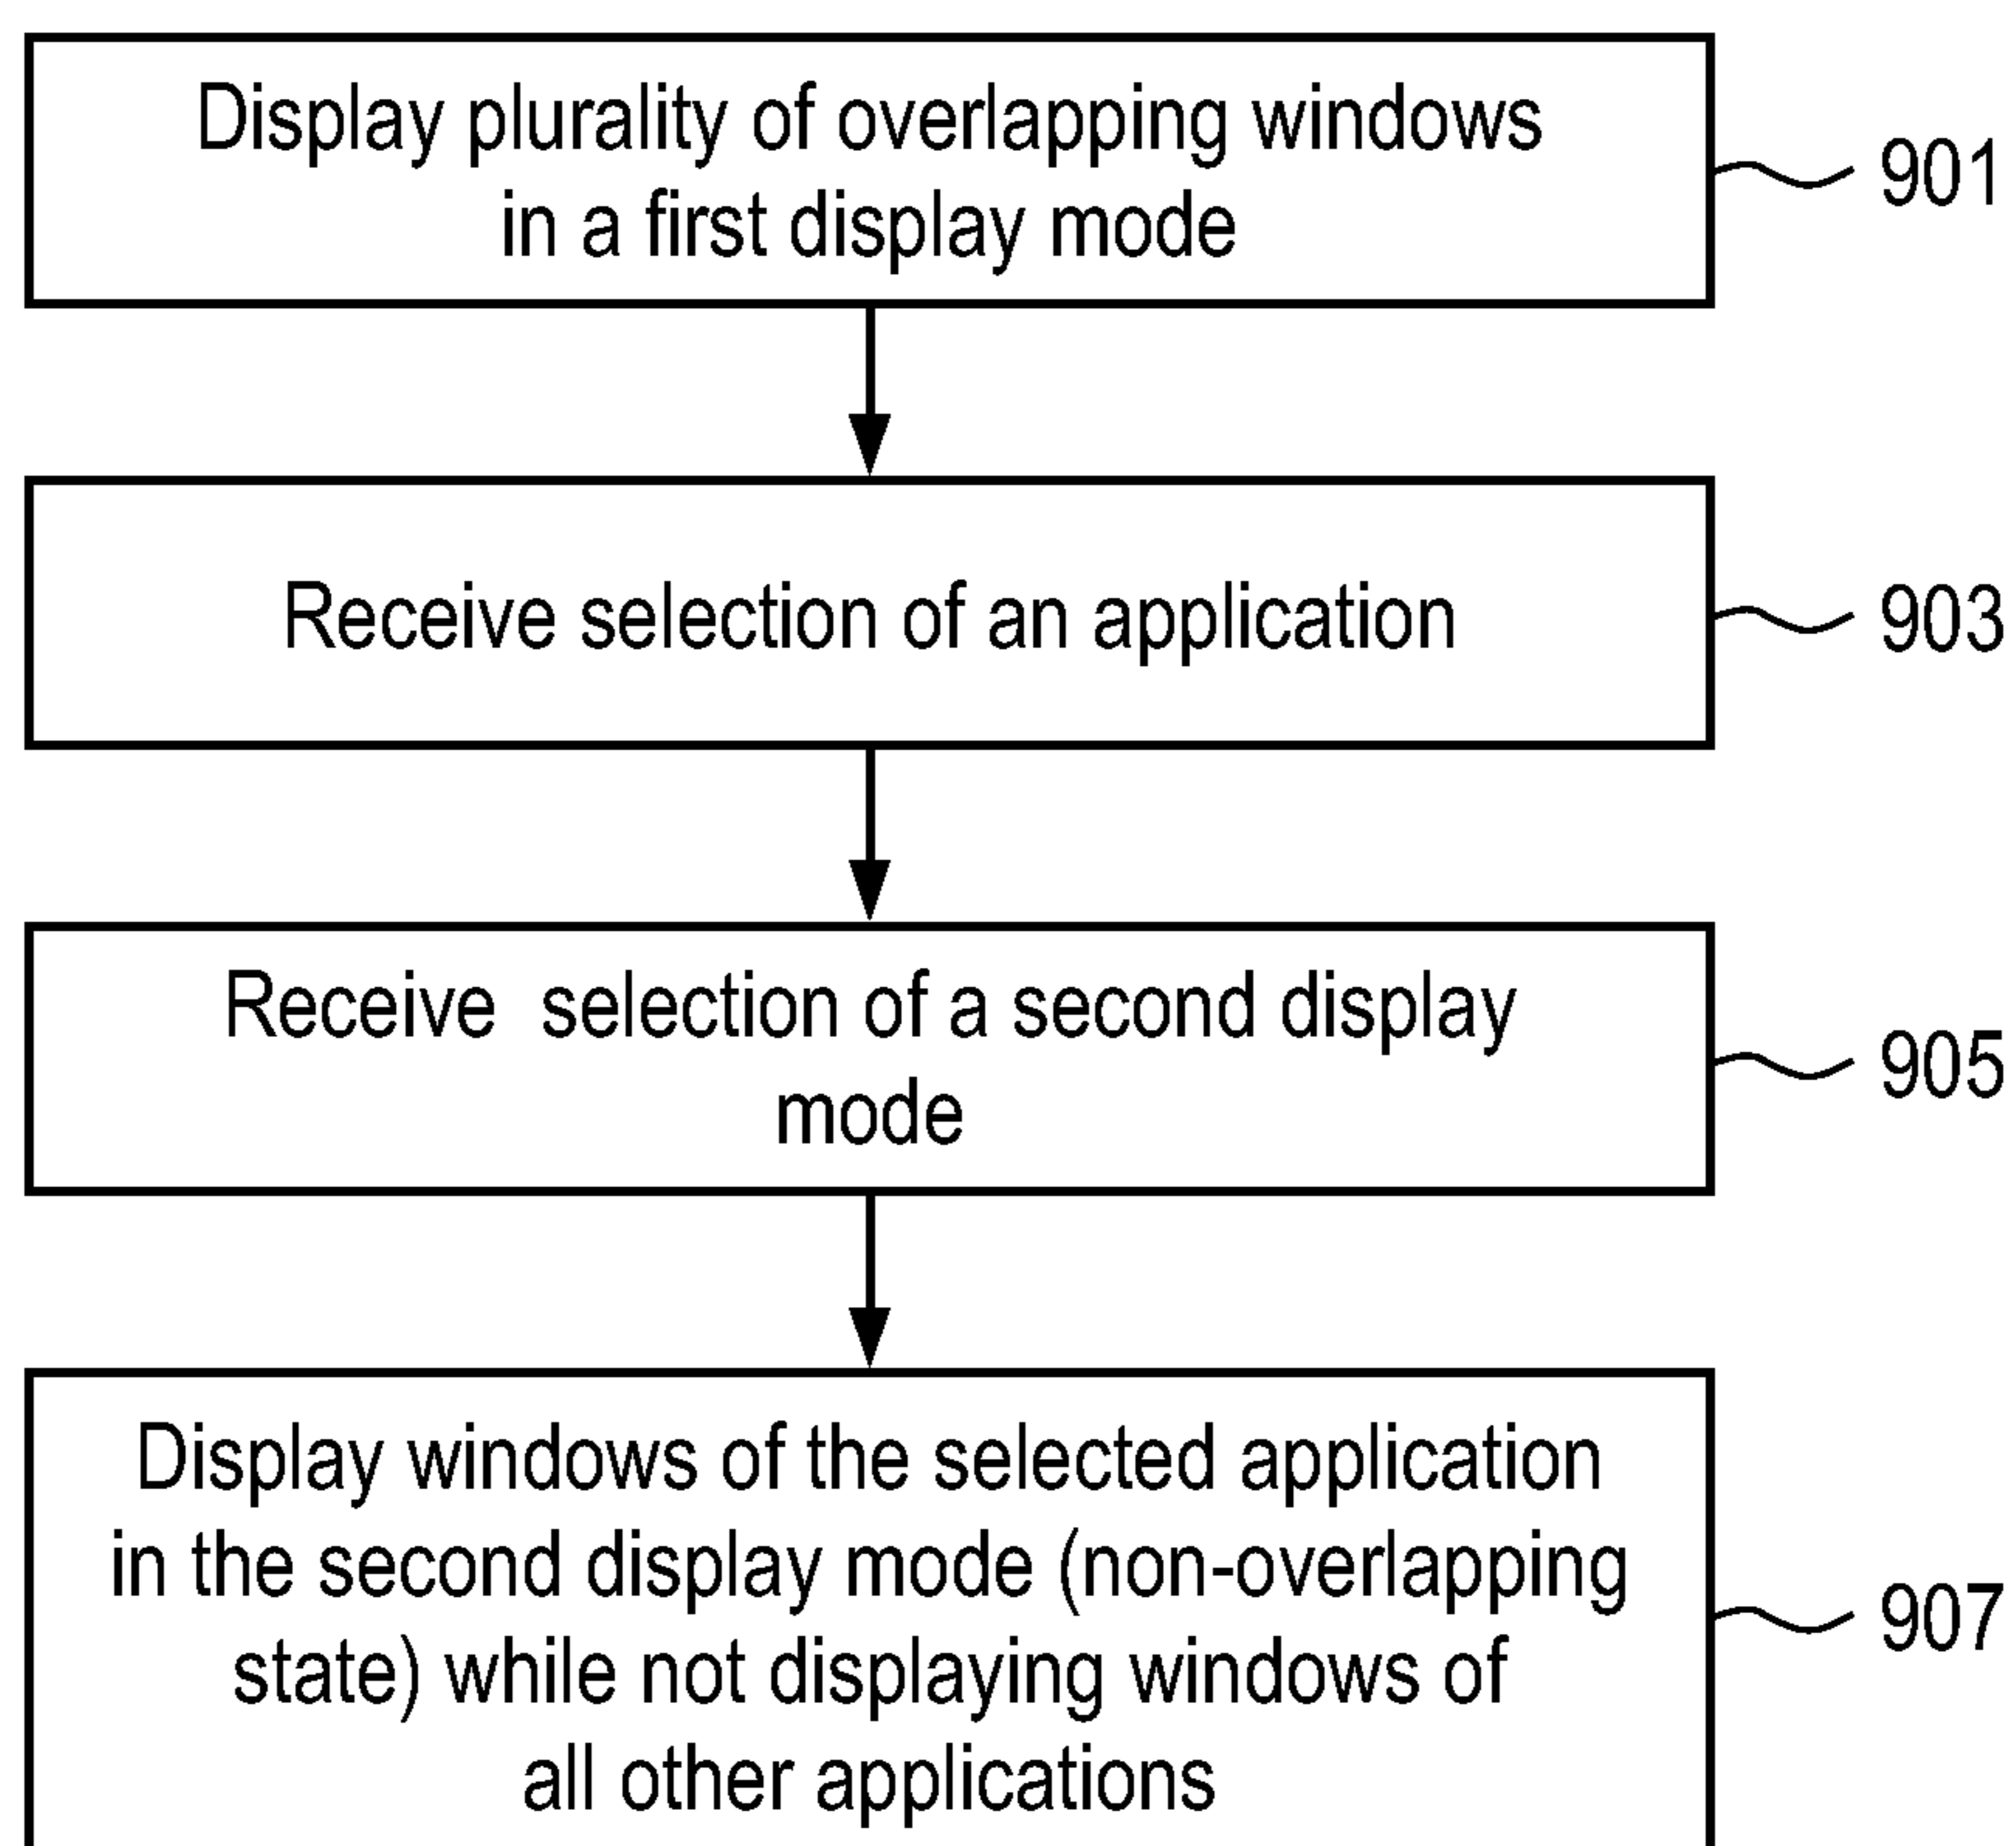 Display plurality of overlapping windows
in a first display mode
901
Receive selection of an application
903
Receive selection of a second display
mode
905
Display windows of the selected application
in the second display mode (non-overlapping
state) while not displaying windows of
all other applications
907